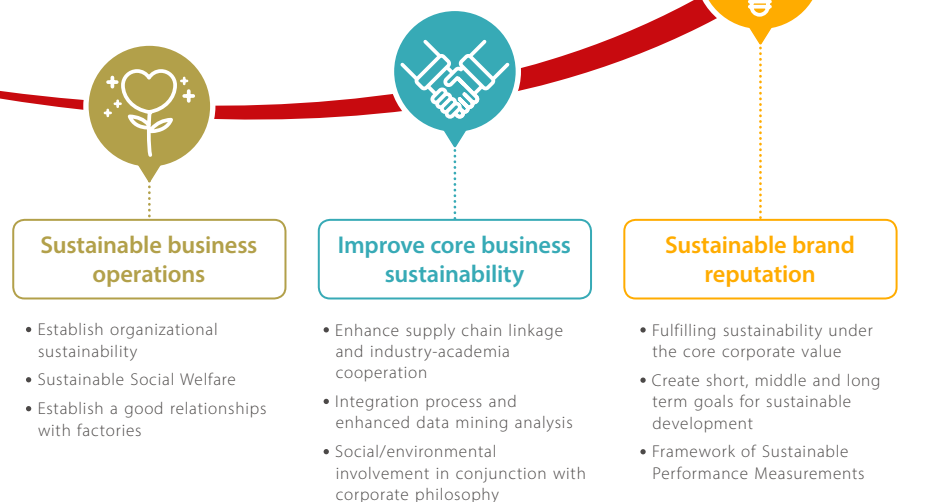 Sustainable business
operations
• Establish organizational
sustainability
• Sustainable Social Welfare
• Establish a good relationships
with factories
Improve core business
sustainability
• Enhance supply chain linkage
and industry-academia
cooperation
• Integration process and
enhanced data mining analysis
• Social/environmental
involvement in conjunction with
corporate philosophy
Sustainable brand
reputation
• Fulfilling sustainability under
the core corporate value
• Create short, middle and long
term goals for sustainable
development
• Framework of Sustainable
Performance Measurements